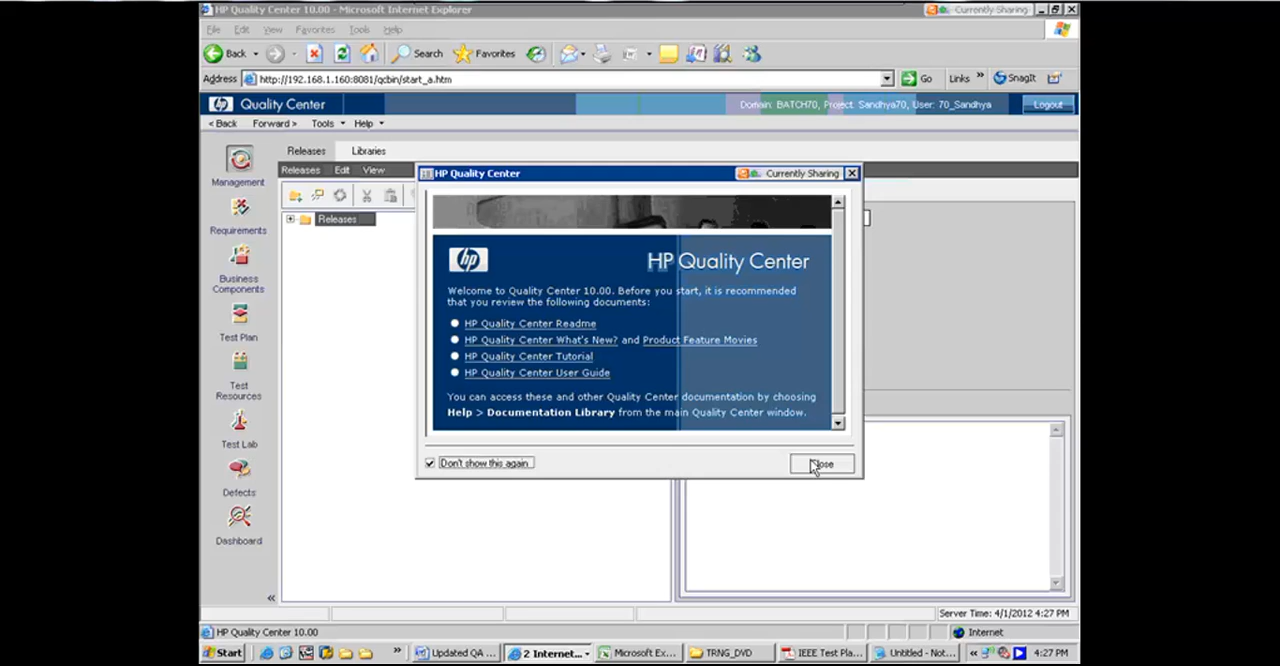 HP Quality Center 10.00 - Microsoft Internet Explorer
Currently Sharing
File Edit View Favorites Tools Help
Back Search Favorites
Address http://192.168.1.160:8081/qcbin/start_a.htm Go Links » SnagIt
hp Quality Center Domain: BATCH70, Project: Sandhya70, User: 70_Sandhya Logout
< Back Forward > Tools Help
Releases Libraries
Management
Releases Edit View
Releases
HP Quality Center Currently Sharing
hp HP Quality Center
Welcome to Quality Center 10.00. Before you start, it is recommended
that you review the following documents:
HP Quality Center Readme
HP Quality Center What's New? and Product Feature Movies
HP Quality Center Tutorial
HP Quality Center User Guide
You can access these and other Quality Center documentation by choosing
Help > Documentation Library from the main Quality Center window.
Don't show this again
Close
Requirements
Business
Components
Test Plan
Test
Resources
Test Lab
Defects
Dashboard
«
Server Time: 4/1/2012 4:27 PM
HP Quality Center 10.00 Internet
Start » Updated QA ... 2 Internet... Microsoft Ex... TRNG_DVD IEEE Test Pla... Untitled - Not... « 4:27 PM